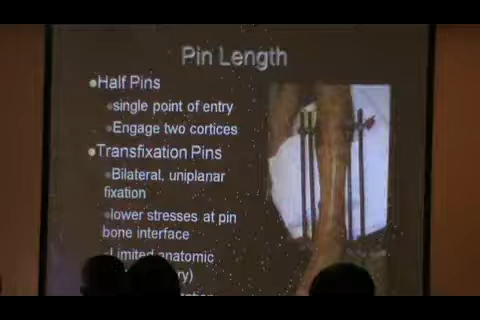 Pin Length
Half Pins
single point of entry
Engage two cortices
Transfixation Pins
Bilateral, uniplanar
fixation
lower stresses at pin
bone interface
Limited anatomic